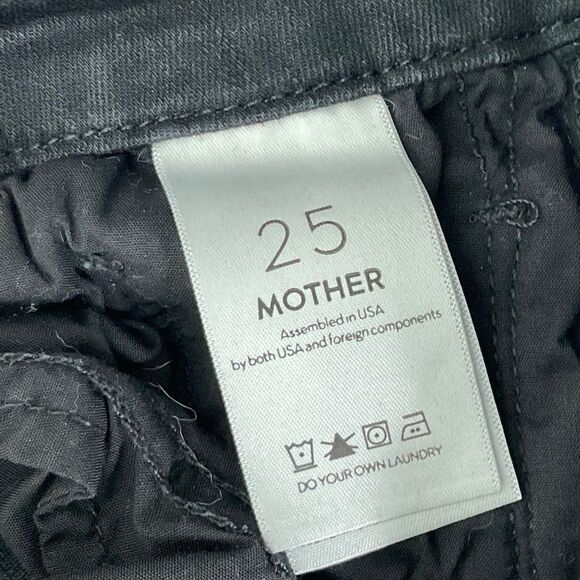 25
MOTHER
Assembled in USA
by both USA and foreign components
DO YOUR OWN LAUNDRY